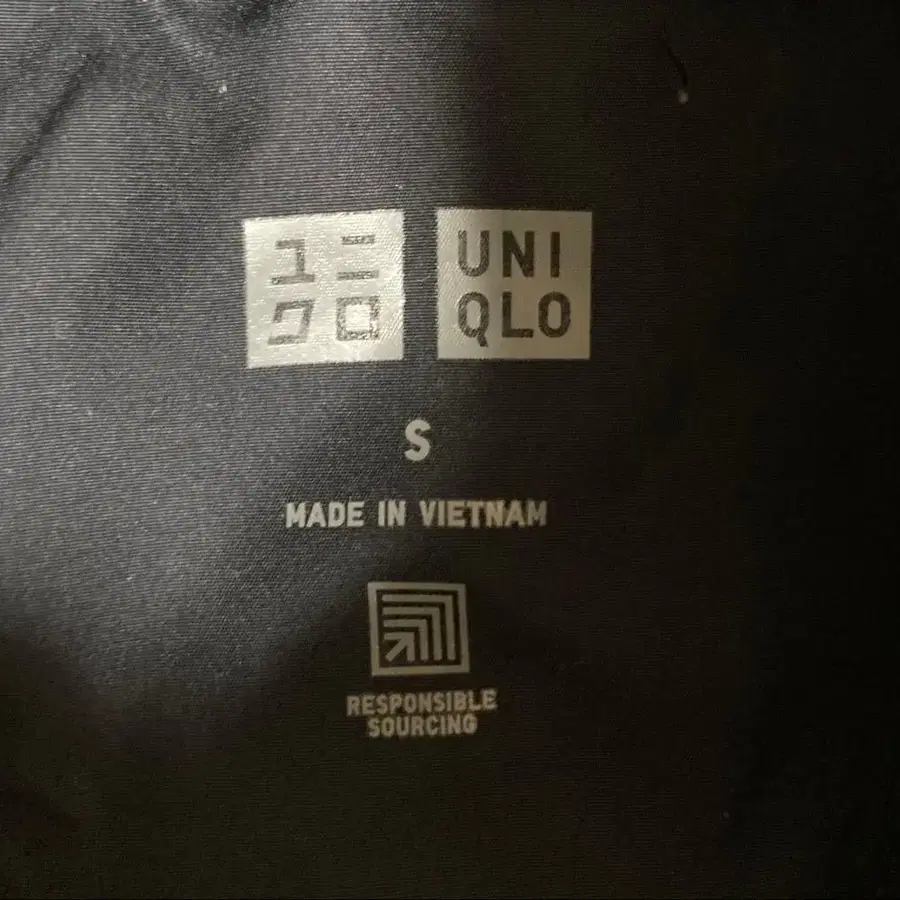 ユニ
クロ
UNI
QLO
S
MADE IN VIETNAM
RESPONSIBLE
SOURCING